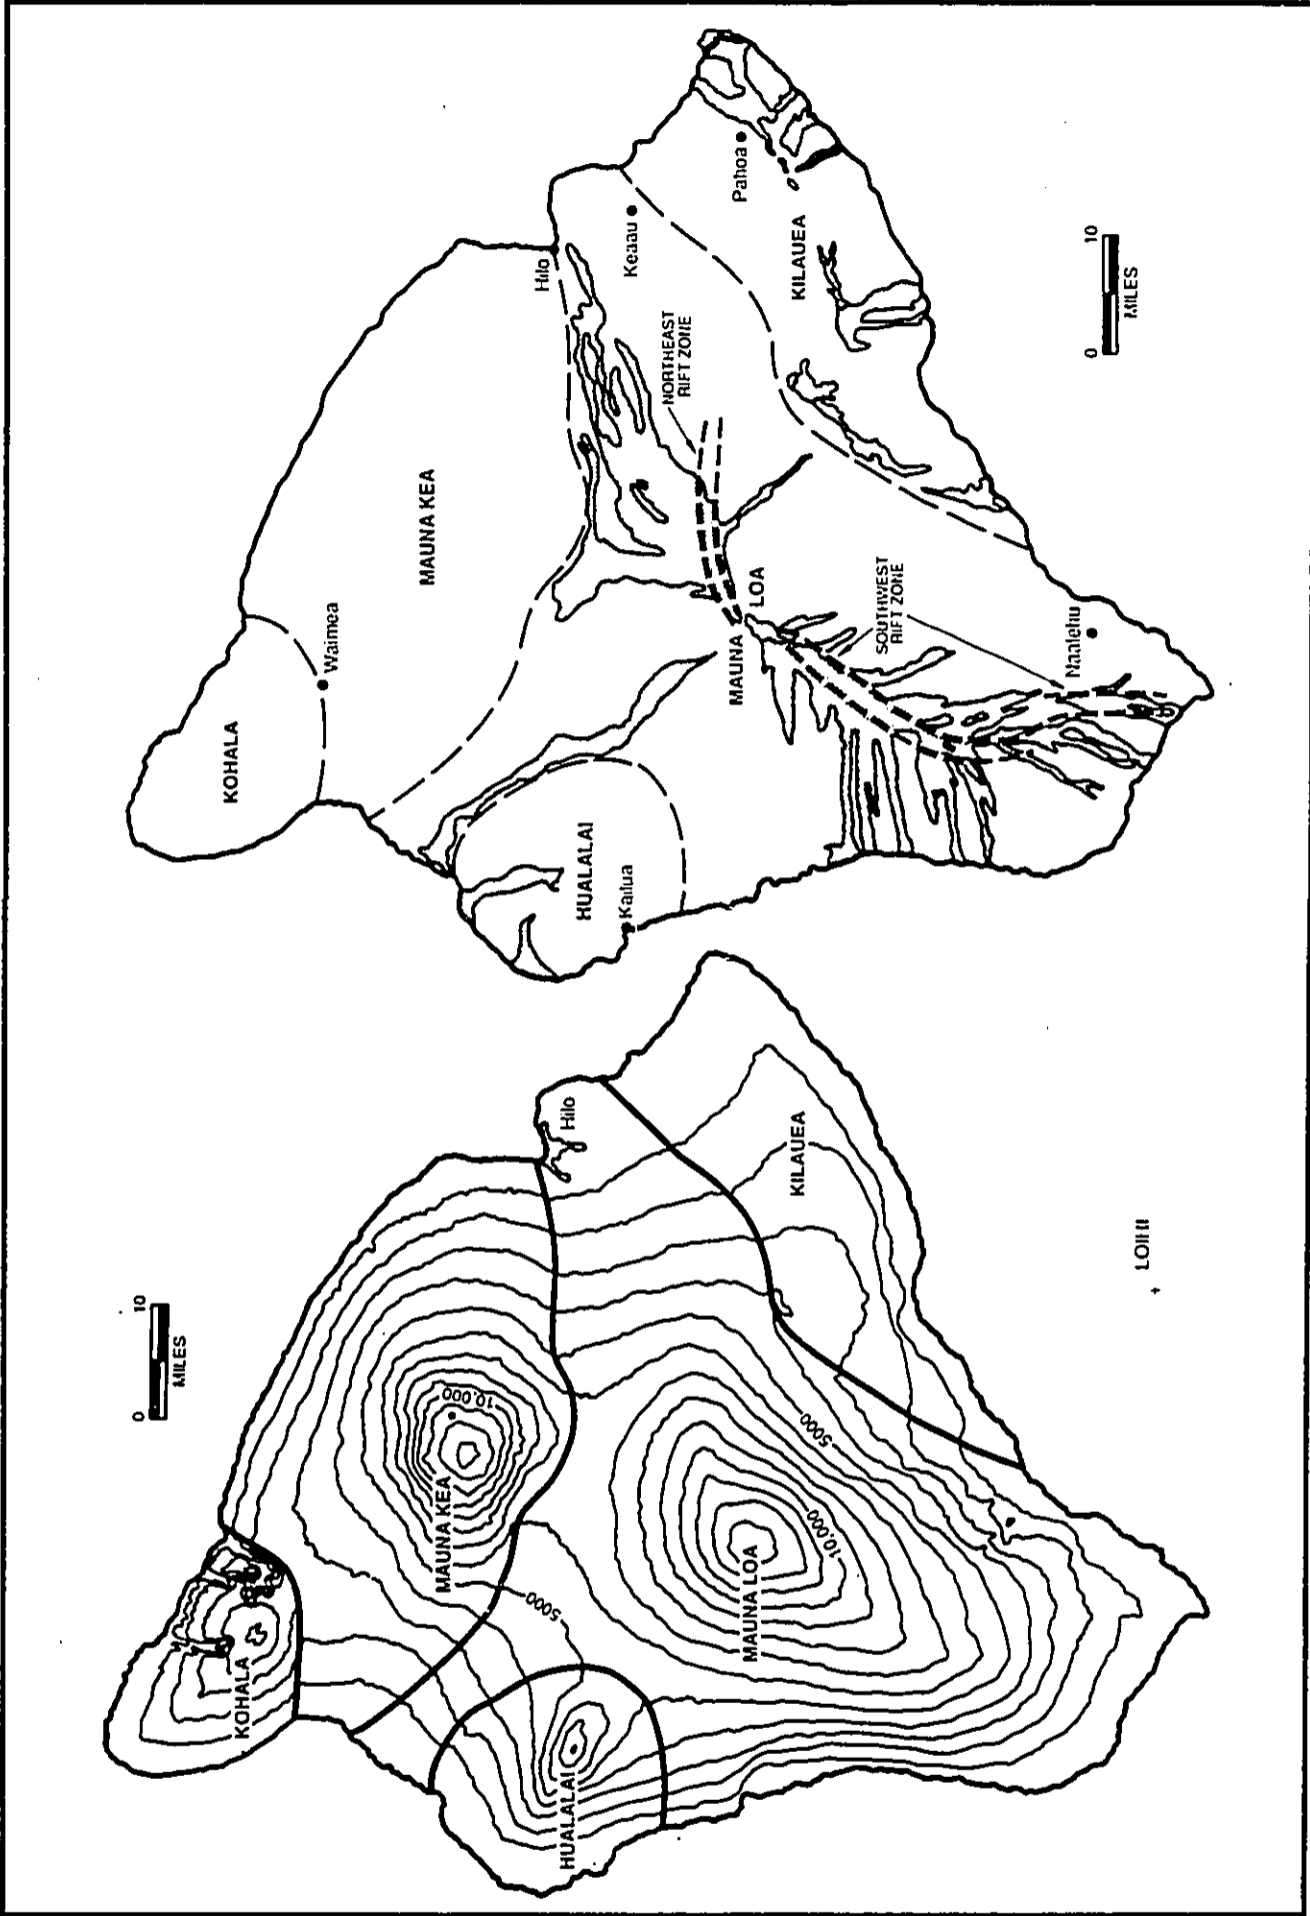 KOHALA
MAUNA KEA
10,000
0
10
MILES
HUALALAI
5000
Hilo
MAUNA LOA
10,000
5000
KILAUEA
LOIHI
KOHALA
Waimea
MAUNA KEA
HUALALAI
Kailua
Hilo
Keaau
NORTHEAST
RIFT ZONE
MAUNA
LOA
Pahoa
KILAUEA
SOUTHWEST
RIFT ZONE
Naalehu
0
10
MILES